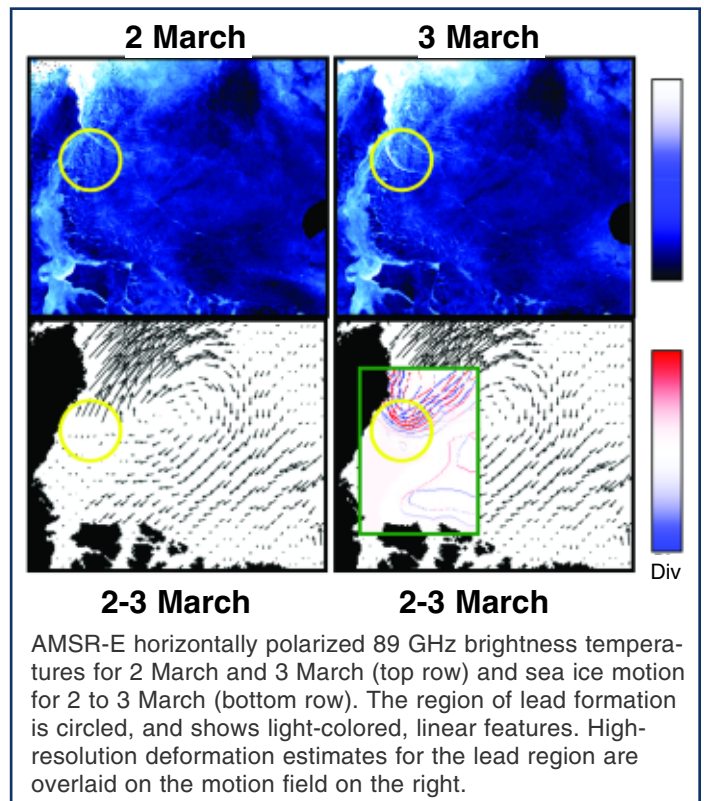 2 March
3 March
Div
2-3 March
2-3 March
AMSR-E horizontally polarized 89 GHz brightness tempera-
tures for 2 March and 3 March (top row) and sea ice motion
for 2 to 3 March (bottom row). The region of lead formation
is circled, and shows light-colored, linear features. High-
resolution deformation estimates for the lead region are
overlaid on the motion field on the right.